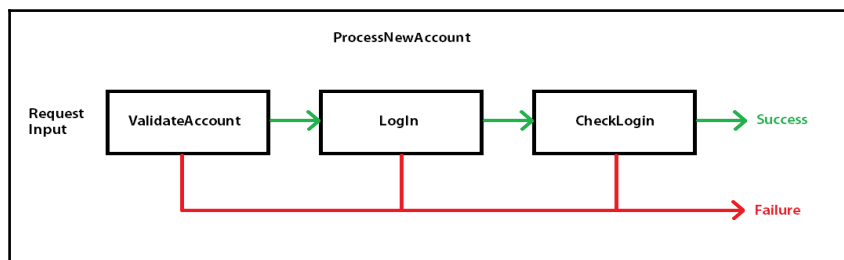 ProcessNewAccount
Request
Input
ValidateAccount
LogIn
CheckLogin
Success
Failure